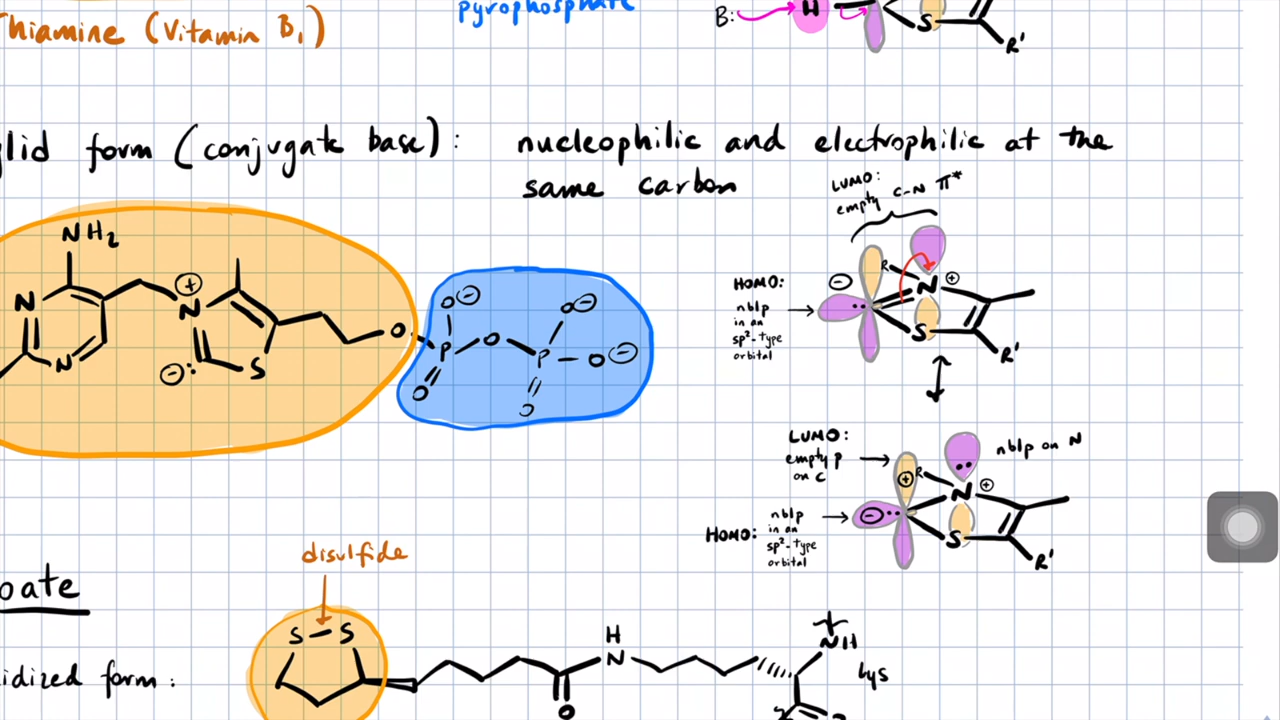 Thiamine (Vitamin B1)
pyrophosphate
B:
H
S
R'
ylid form (conjugate base): nucleophilic and electrophilic at the
same carbon
LUMO:
empty C-N π*
NH2
N
N
N
⊕
⊖:
S
O
O⊖
P
O
O
P
O⊖
O⊖
O
HOMO:
nblp
in an
sp2-type
orbital
⊖
R
N
⊕
S
R'
LUMO:
empty p
on C
nblp on N
HOMO:
nblp
in an
sp2-type
orbital
⊖
⊕
R
N
⊕
S
R'
disulfide
oate
idized form:
S-S
O
H
N
NH
Lys